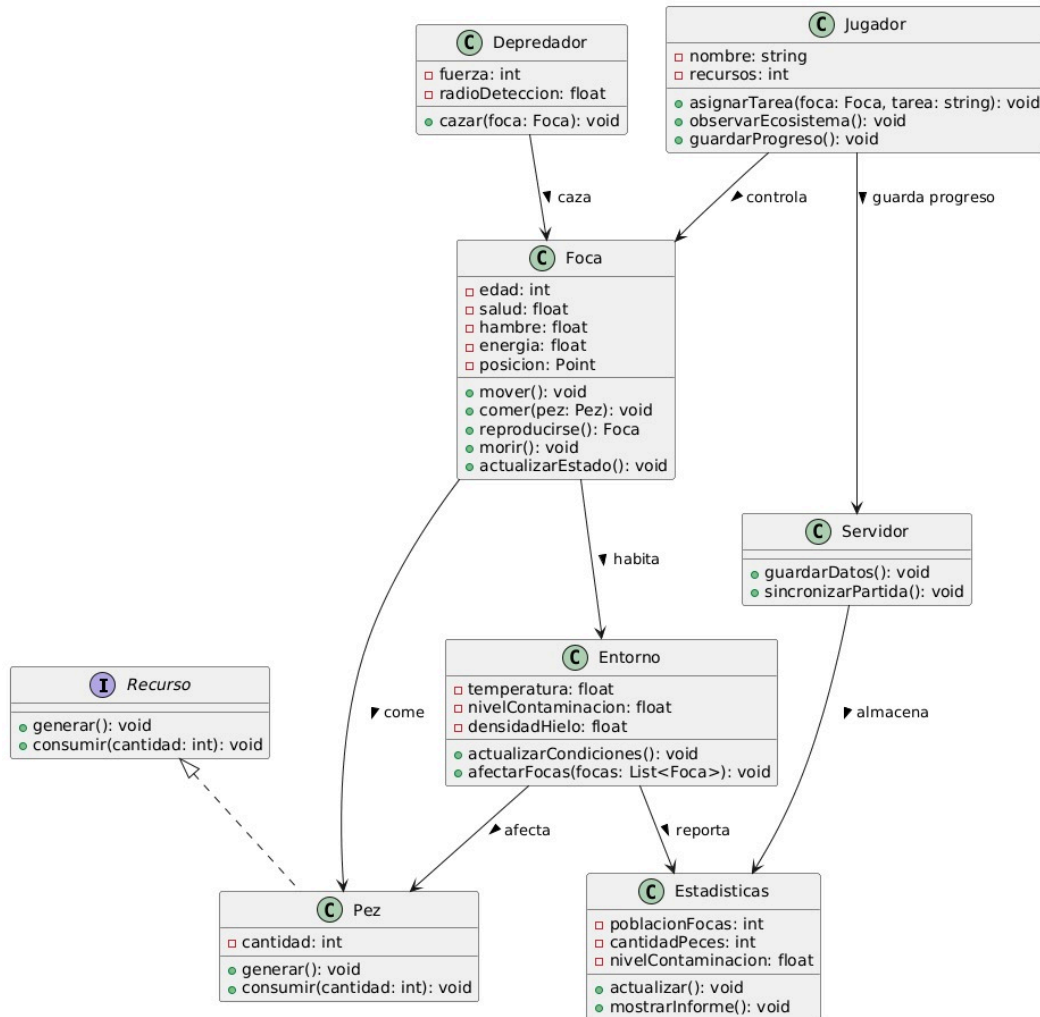 C Depredador
fuerza: int
radioDeteccion: float
cazar(foca: Foca): void
C Jugador
nombre: string
recursos: int
asignarTarea(foca: Foca, tarea: string): void
observarEcosistema(): void
guardarProgreso(): void
caza
controla
guarda progreso
C Foca
edad: int
salud: float
hambre: float
energia: float
posicion: Point
mover(): void
comer(pez: Pez): void
reproducirse(): Foca
morir(): void
actualizarEstado(): void
C Servidor
guardarDatos(): void
sincronizarPartida(): void
habita
I Recurso
generar(): void
consumir(cantidad: int): void
come
C Entorno
temperatura: float
nivelContaminacion: float
densidadHielo: float
actualizarCondiciones(): void
afectarFocas(focas: List<Foca>): void
almacena
afecta
reporta
C Pez
cantidad: int
generar(): void
consumir(cantidad: int): void
C Estadisticas
poblacionFocas: int
cantidadPeces: int
nivelContaminacion: float
actualizar(): void
mostrarInforme(): void